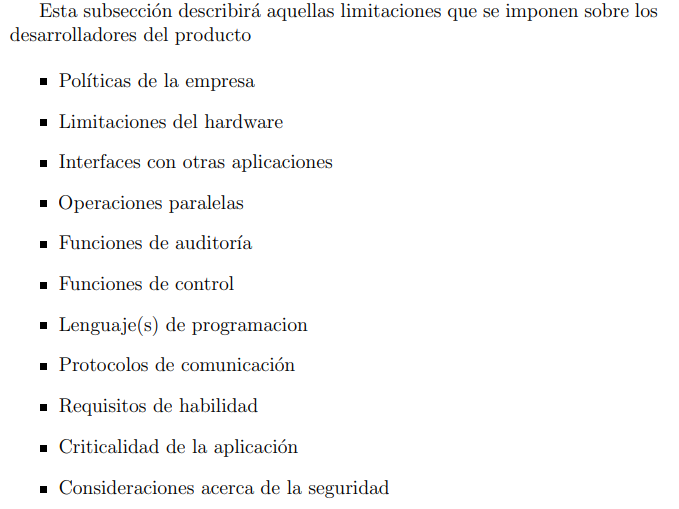 Esta subsección describirá aquellas limitaciones que se imponen sobre los
desarrolladores del producto
Políticas de la empresa
Limitaciones del hardware
Interfaces con otras aplicaciones
Operaciones paralelas
Funciones de auditoría
Funciones de control
Lenguaje(s) de programacion
Protocolos de comunicación
Requisitos de habilidad
Criticalidad de la aplicación
Consideraciones acerca de la seguridad